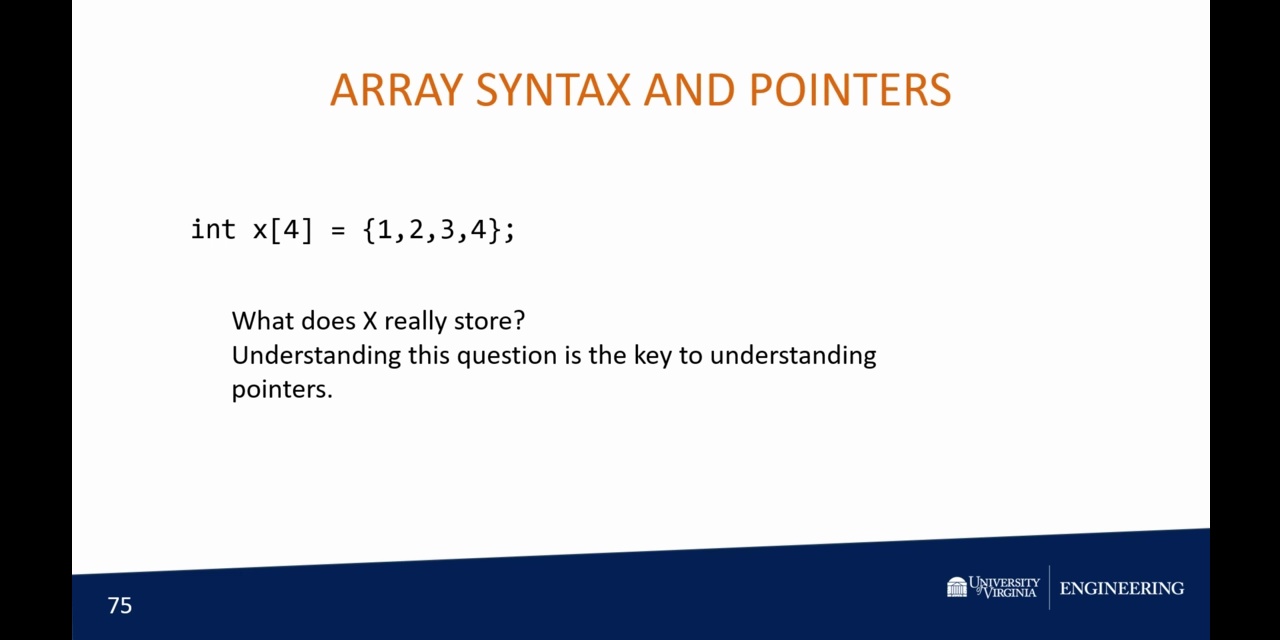 ARRAY SYNTAX AND POINTERS
int x[4] = {1,2,3,4};
What does X really store?
Understanding this question is the key to understanding
pointers.
75
UNIVERSITY
of VIRGINIA
ENGINEERING